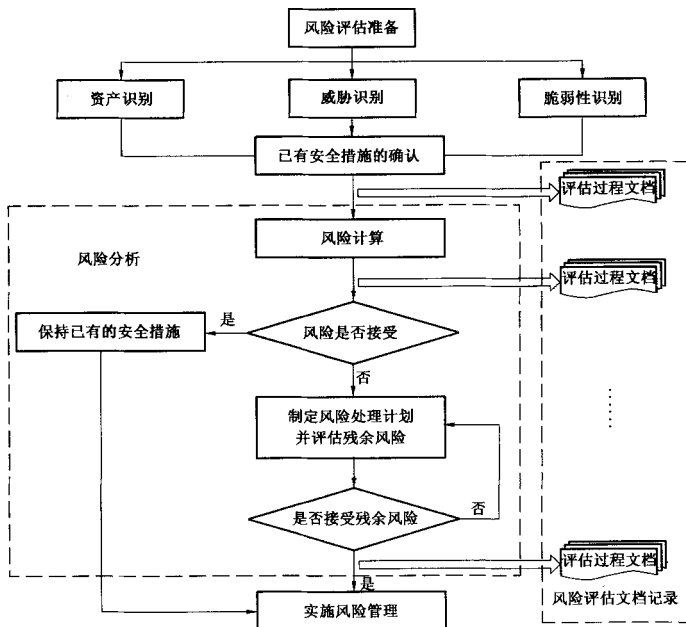 风险评估准备
资产识别
威胁识别
脆弱性识别
已有安全措施的确认
评估过程文档
风险计算
风险分析
评估过程文档
是
保持已有的安全措施
风险是否接受
否
制定风险处理计划
并评估残余风险
......
否
是否接受残余风险
评估过程文档
是
风险评估文档记录
实施风险管理